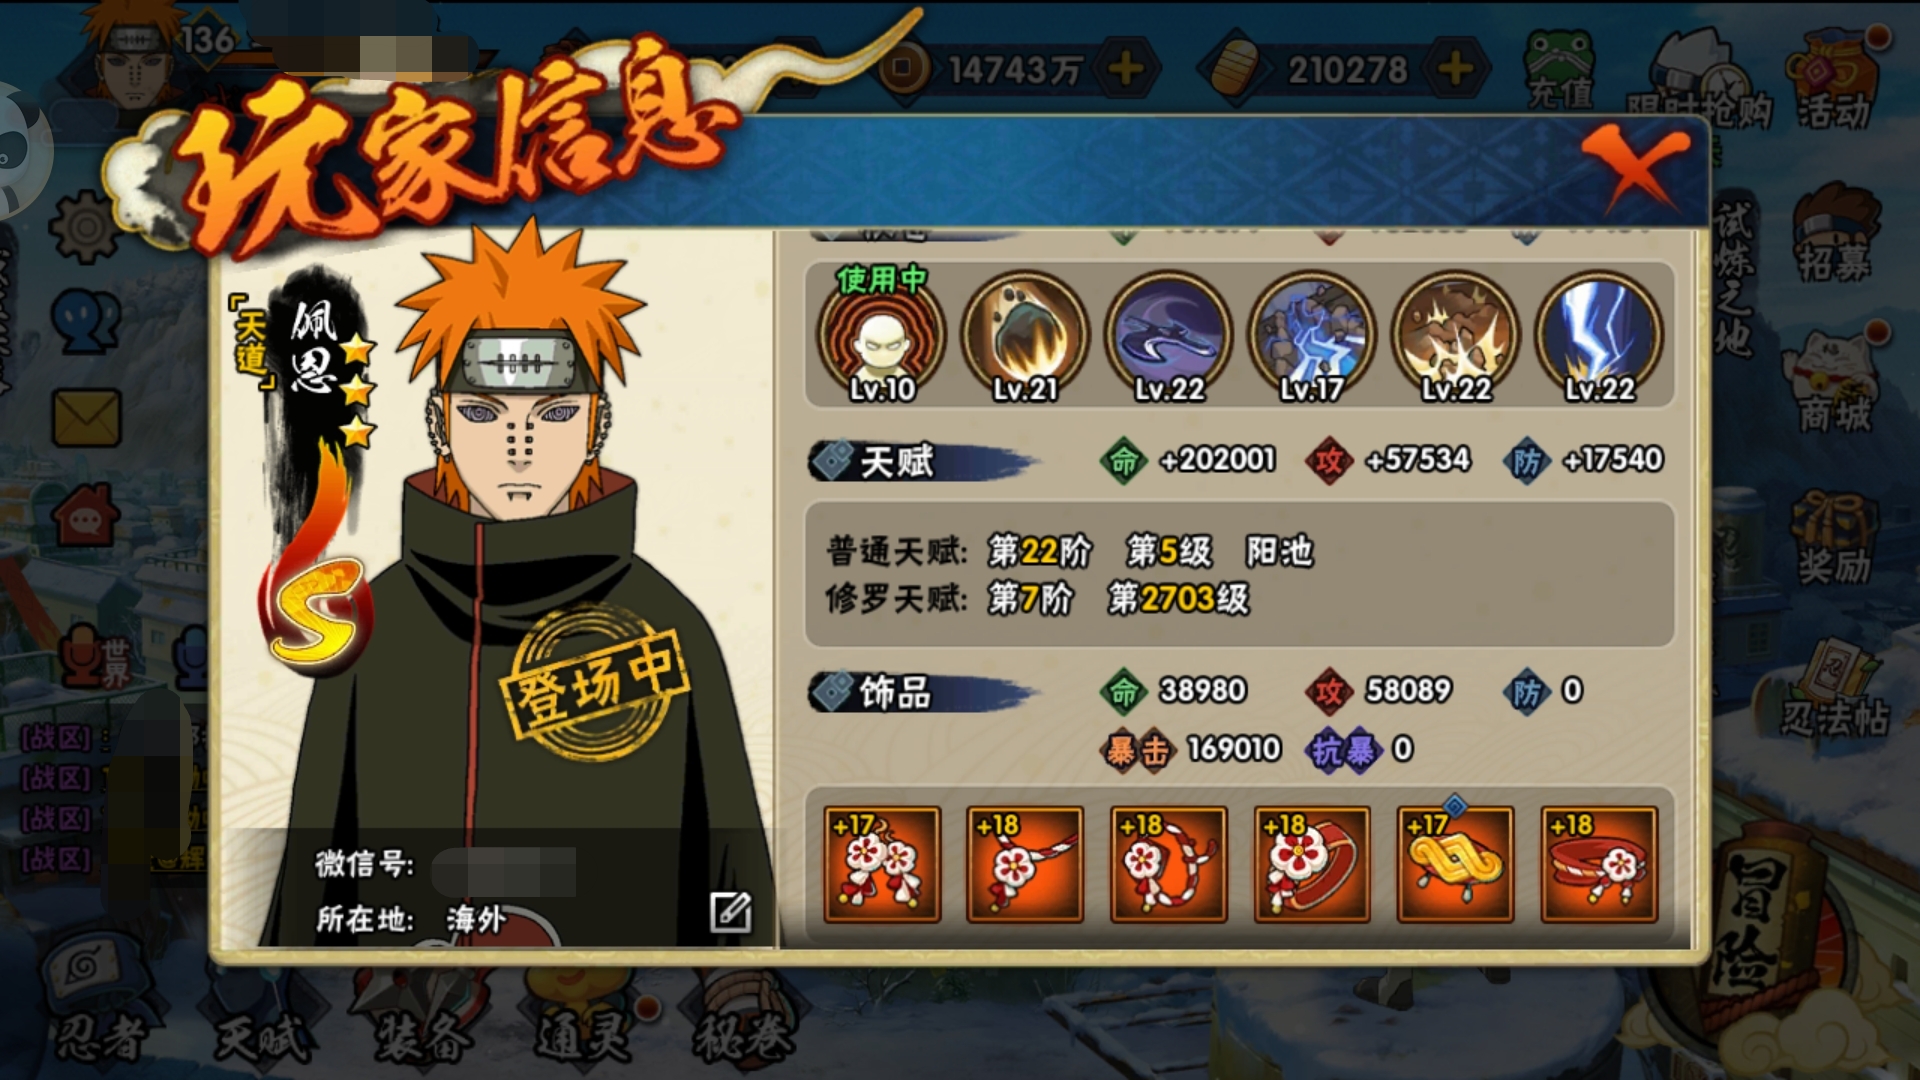 136
14743万
210278
充值
限时抢购
活动
玩家信息
试炼之地
招募
商城
奖励
忍法帖
冒险
「天道」
佩恩
S
登场中
微信号:
所在地: 海外
使用中
Lv.10 Lv.21 Lv.22 Lv.17 Lv.22 Lv.22
天赋 命 +202001 攻 +57534 防 +17540
普通天赋: 第22阶 第5级 阳池
修罗天赋: 第7阶 第2703级
饰品 命 38980 攻 58089 防 0
暴击 169010 抗暴 0
+17 +18 +18 +18 +17 +18
世界
[战区]
[战区]
[战区]
[战区]
忍者 天赋 装备 通灵 秘卷